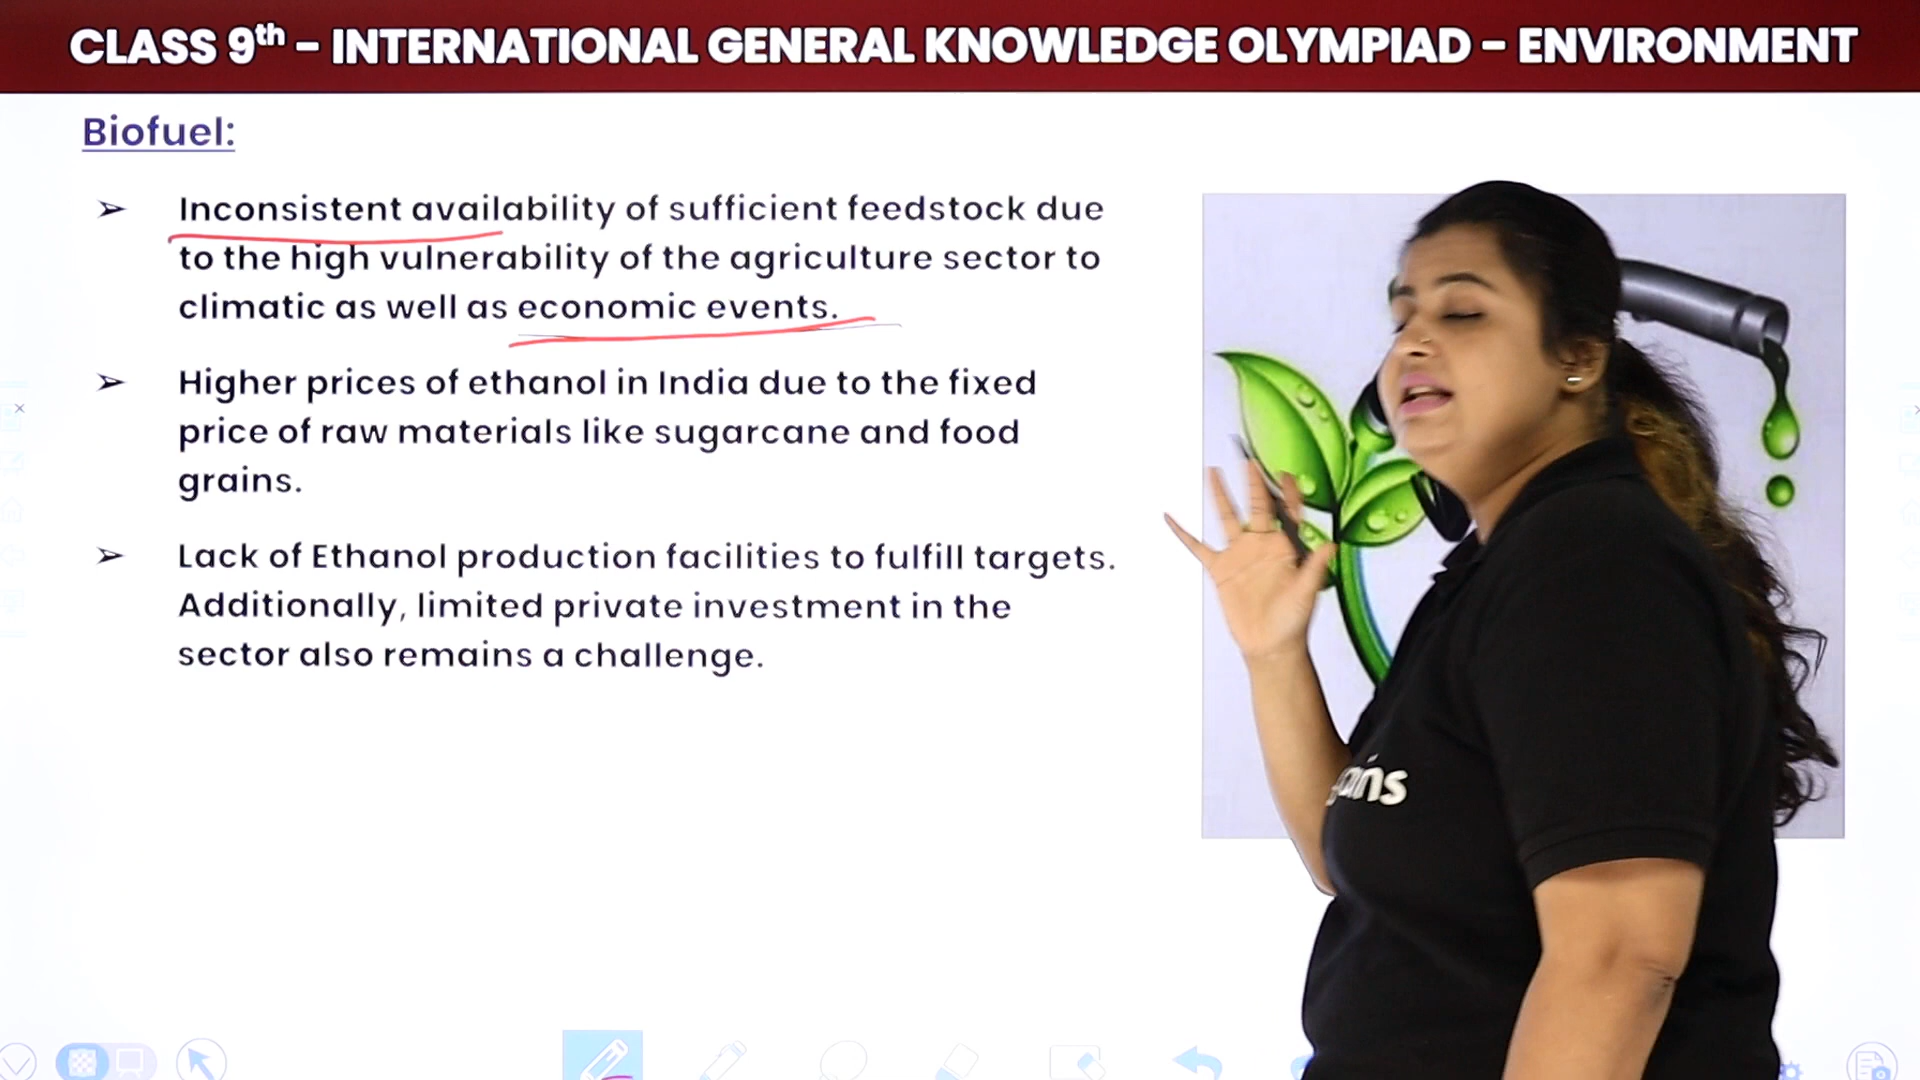 CLASS 9th - INTERNATIONAL GENERAL KNOWLEDGE OLYMPIAD - ENVIRONMENT
Biofuel:
➢ Inconsistent availability of sufficient feedstock due
to the high vulnerability of the agriculture sector to
climatic as well as economic events.
➢ Higher prices of ethanol in India due to the fixed
price of raw materials like sugarcane and food
grains.
➢ Lack of Ethanol production facilities to fulfill targets.
Additionally, limited private investment in the
sector also remains a challenge.